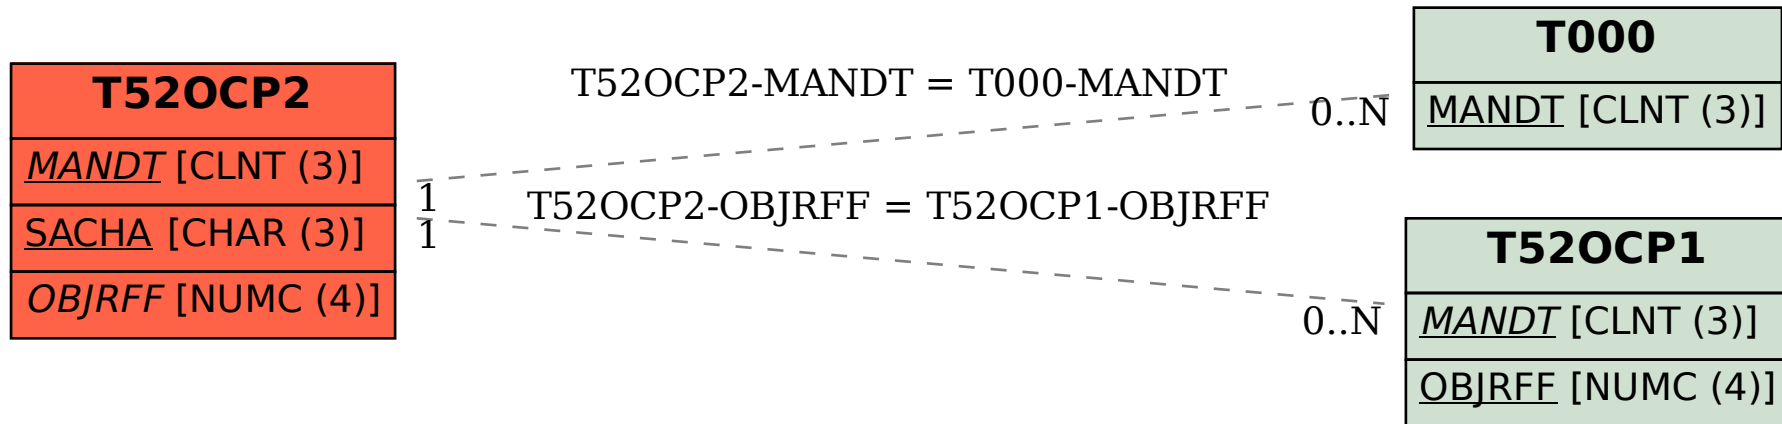 T52OCP2
MANDT [CLNT (3)]
SACHA [CHAR (3)]
OBJRFF [NUMC (4)]
T52OCP2-MANDT = T000-MANDT
0..N
1
T52OCP2-OBJRFF = T52OCP1-OBJRFF
1
0..N
T000
MANDT [CLNT (3)]
T52OCP1
MANDT [CLNT (3)]
OBJRFF [NUMC (4)]